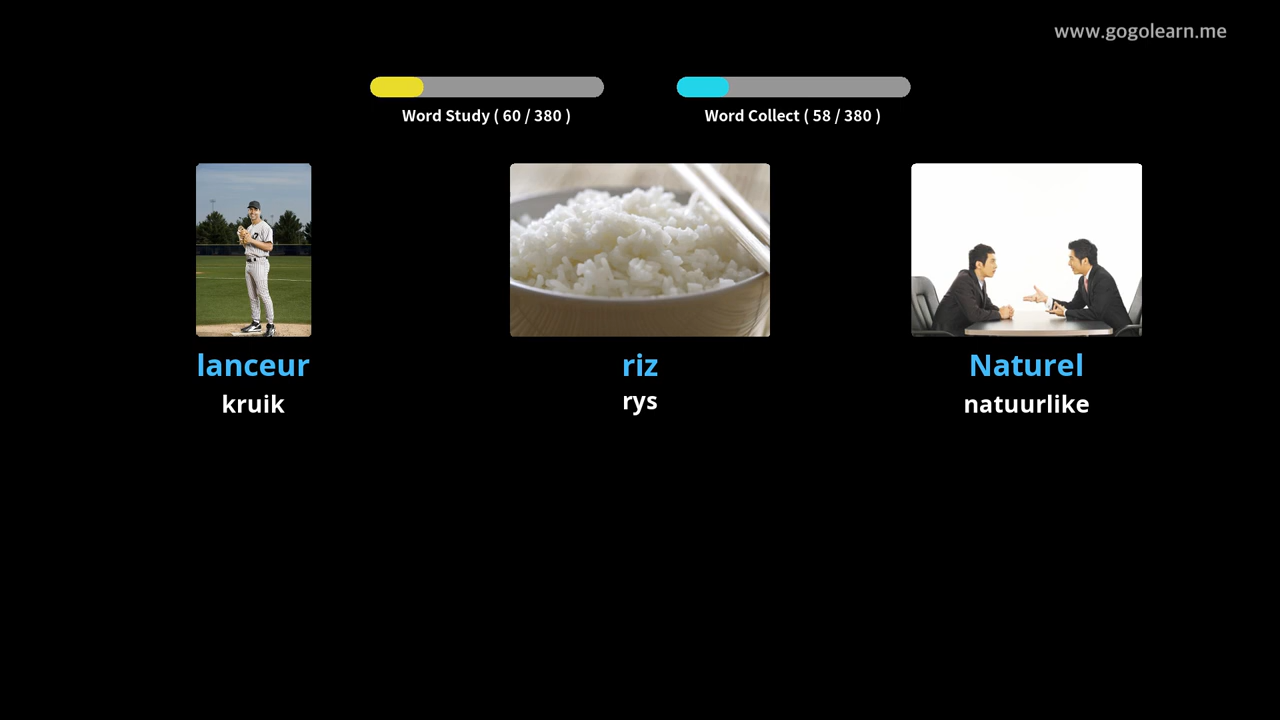 www.gogolearn.me
Word Study ( 60 / 380 )
Word Collect ( 58 / 380 )
lanceur
kruik
riz
rys
Naturel
natuurlike